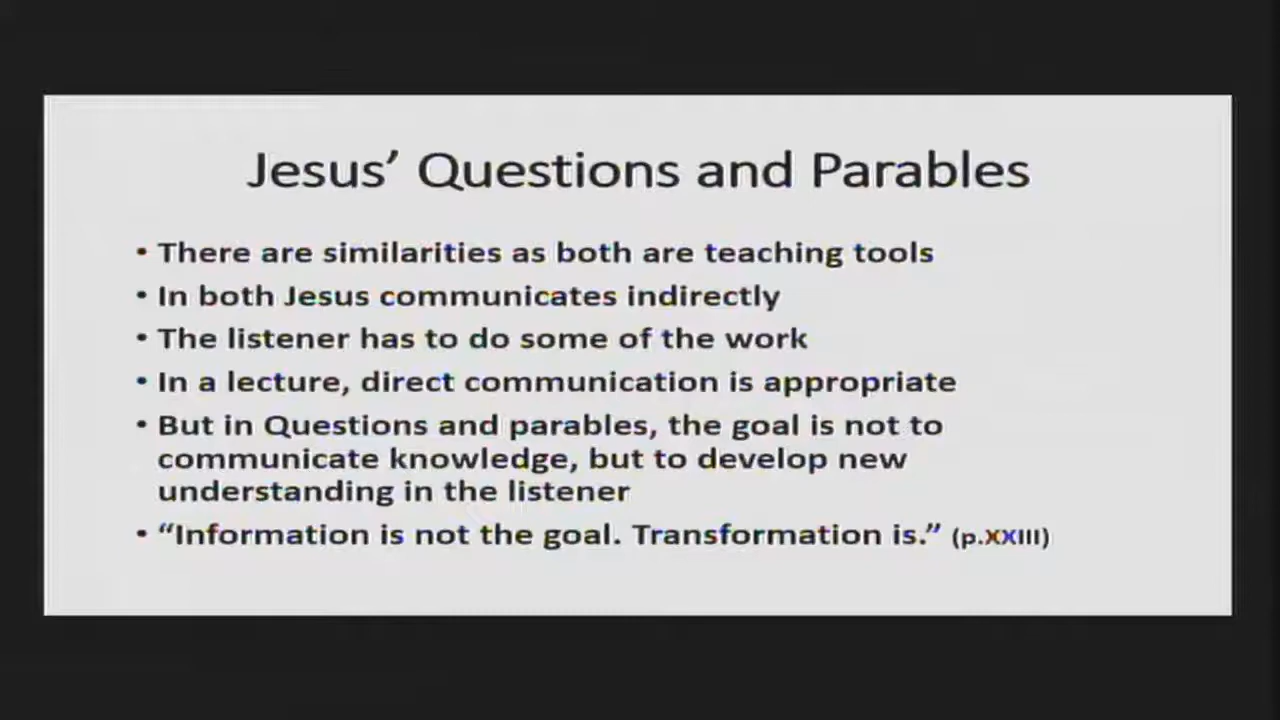 Jesus’ Questions and Parables
• There are similarities as both are teaching tools
• In both Jesus communicates indirectly
• The listener has to do some of the work
• In a lecture, direct communication is appropriate
• But in Questions and parables, the goal is not to
communicate knowledge, but to develop new
understanding in the listener
• “Information is not the goal. Transformation is.” (p.XXIII)